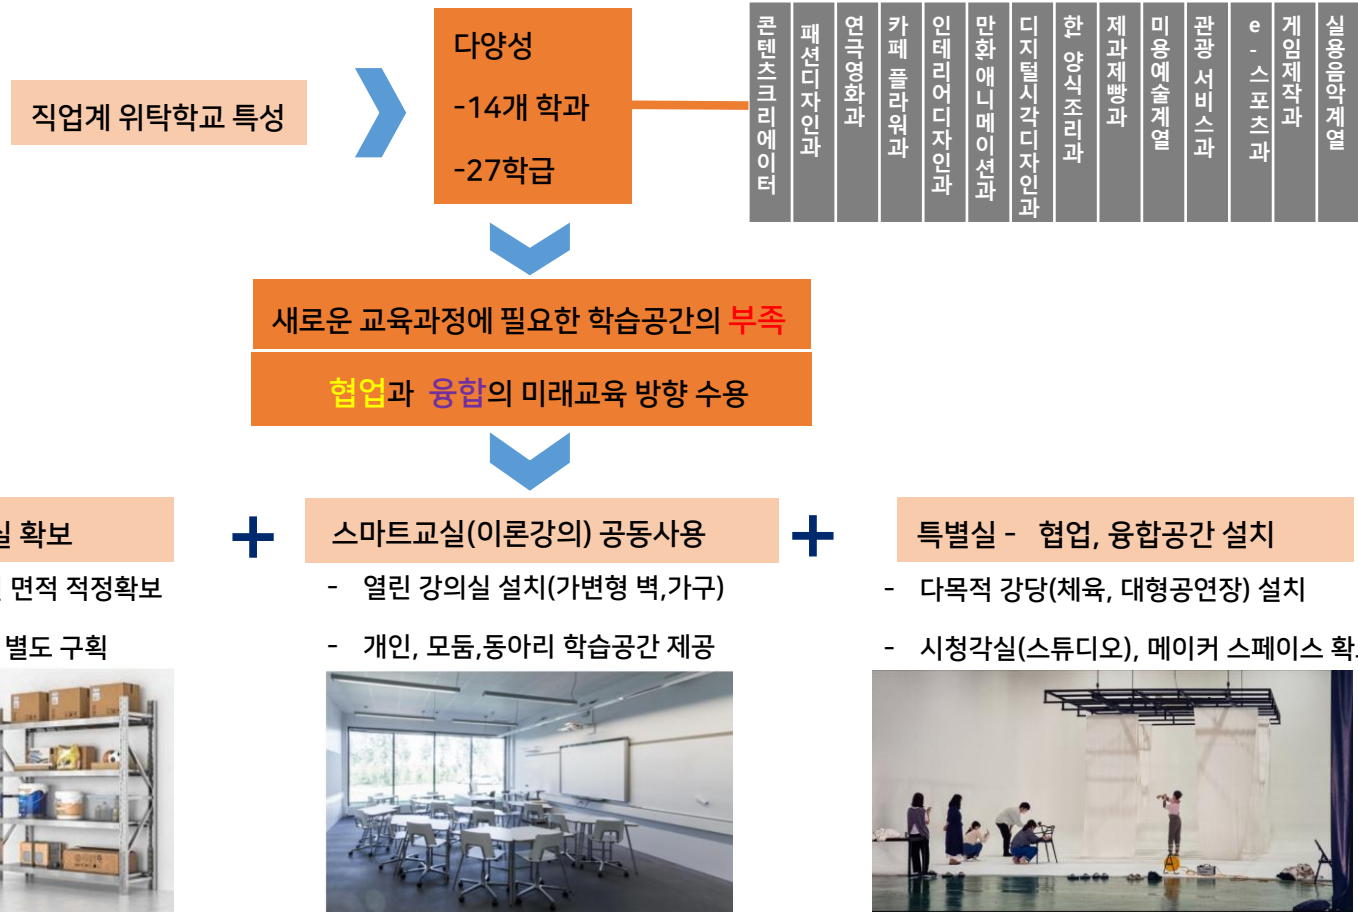 직업계 위탁학교 특성
다양성
-14개 학과
-27학급
콘텐츠크리에이터
패션디자인과
연극영화과
카페 플라워과
인테리어디자인과
만화,애니메이션과
디지털시각디자인과
한, 양식조리과
제과제빵과
미용예술계열
관광 서비스과
e-스포츠과
게임제작과
실용음악계열
새로운 교육과정에 필요한 학습공간의 부족
협업과 융합의 미래교육 방향 수용
실 확보
면적 적정확보
별도 구획
+
스마트교실(이론강의) 공동사용
- 열린 강의실 설치(가변형 벽,가구)
- 개인, 모둠,동아리 학습공간 제공
+
특별실 - 협업, 융합공간 설치
- 다목적 강당(체육, 대형공연장) 설치
- 시청각실(스튜디오), 메이커 스페이스 확